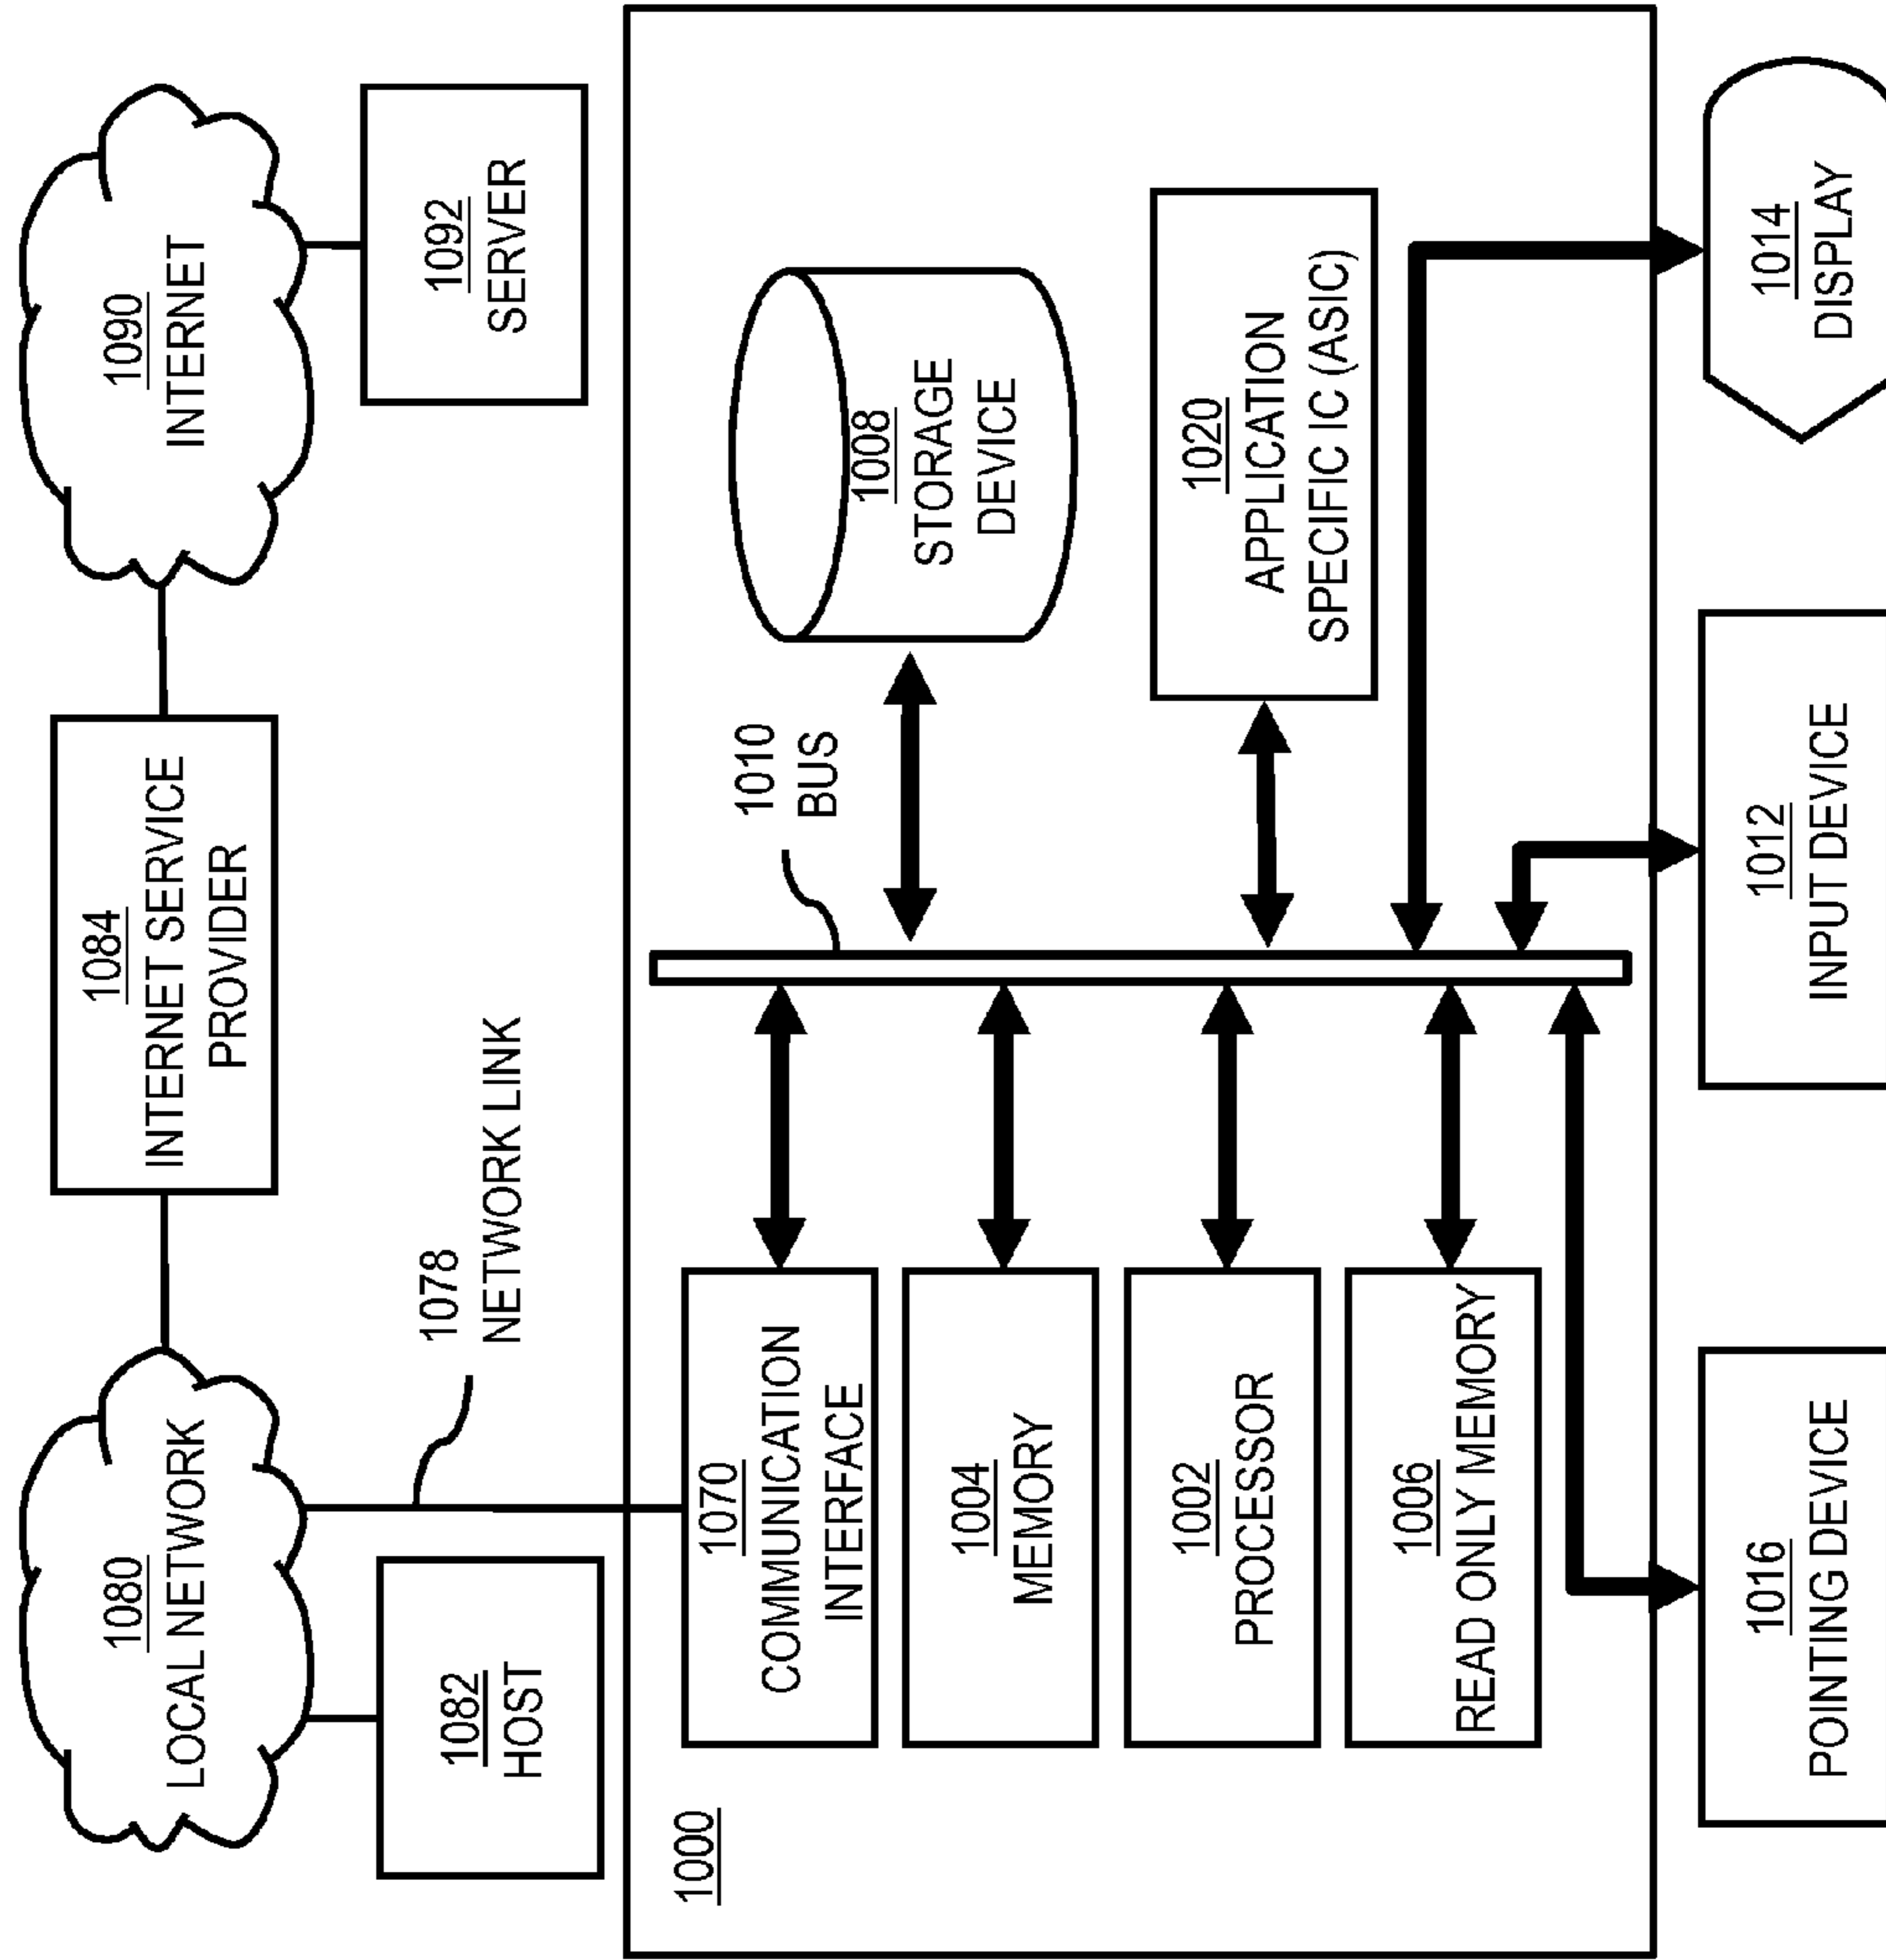 1080
LOCAL NETWORK
1084
INTERNET SERVICE
PROVIDER
1090
INTERNET
1082
HOST
1078
NETWORK LINK
1092
SERVER
1000
1070
COMMUNICATION
INTERFACE
1004
MEMORY
1002
PROCESSOR
1006
READ ONLY MEMORY
1010
BUS
1008
STORAGE
DEVICE
1020
APPLICATION
SPECIFIC IC (ASIC)
1016
POINTING DEVICE
1012
INPUT DEVICE
1014
DISPLAY